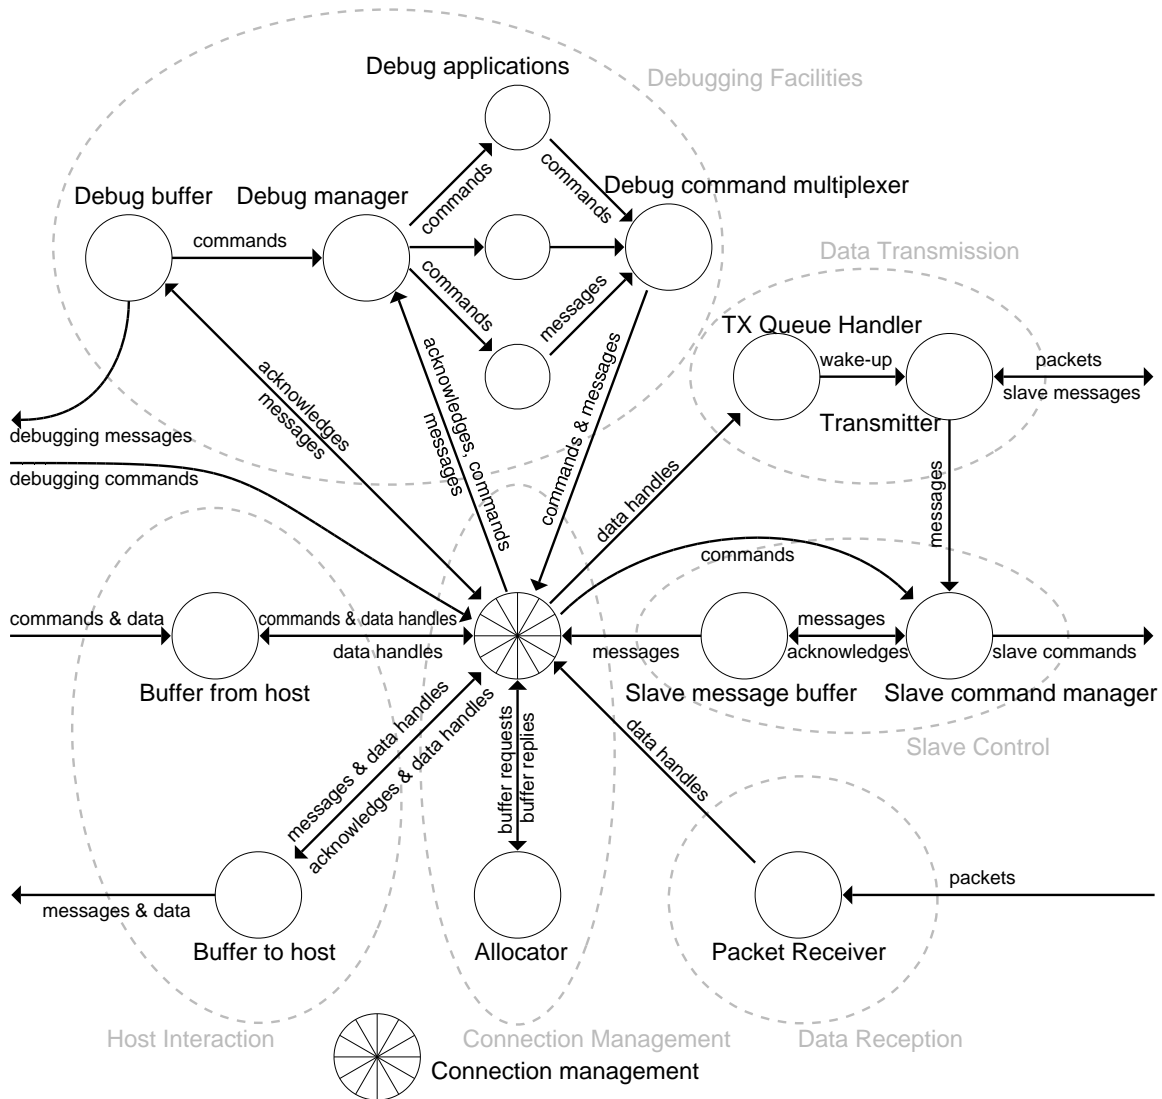 Debug applications
Debugging Facilities
commands
commands
Debug buffer
Debug manager
Debug command multiplexer
commands
commands
messages
Data Transmission
TX Queue Handler
wake-up
packets
slave messages
Transmitter
acknowledges
messages
acknowledges, commands
messages
commands & messages
debugging messages
debugging commands
data handles
messages
commands
commands & data
commands & data handles
data handles
messages
messages
acknowledges
slave commands
Buffer from host
Slave message buffer
Slave command manager
Slave Control
messages & data handles
acknowledges & data handles
buffer requests
buffer replies
data handles
packets
messages & data
Buffer to host
Allocator
Packet Receiver
Host Interaction
Connection Management
Data Reception
Connection management